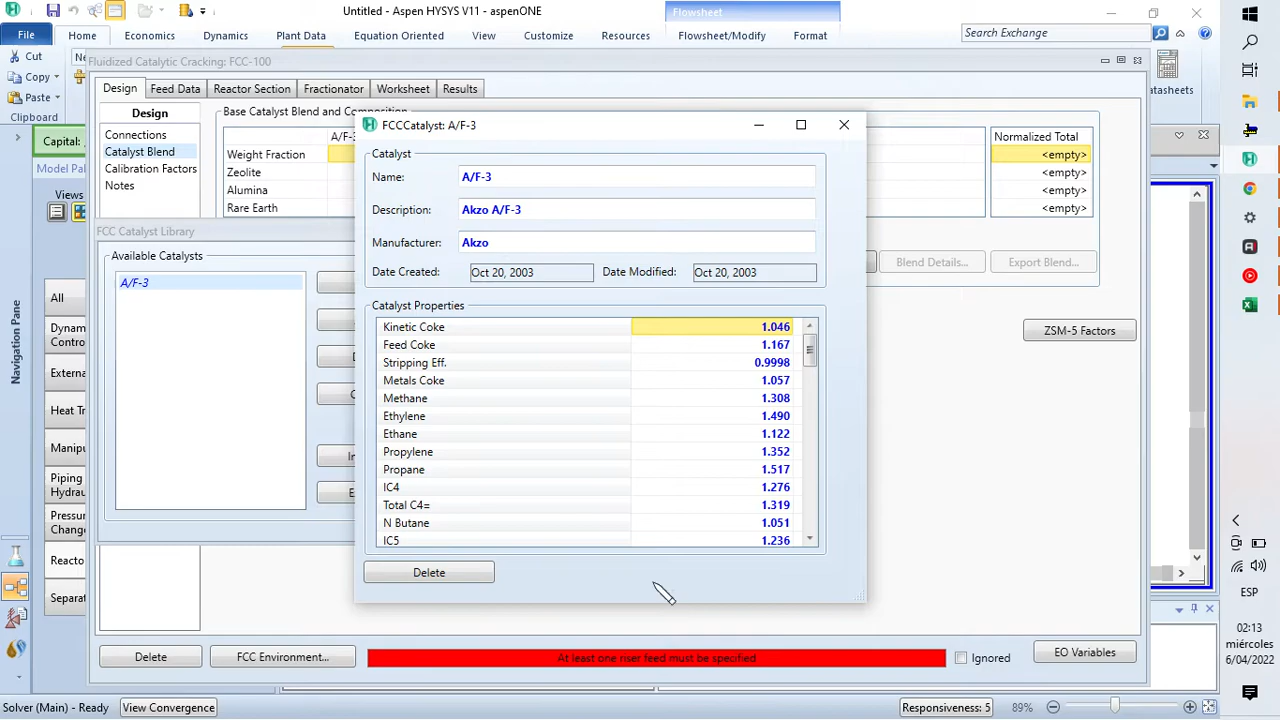 Untitled - Aspen HYSYS V11 - aspenONE
Flowsheet
File
Home
Economics
Dynamics
Plant Data
Equation Oriented
View
Customize
Resources
Flowsheet/Modify
Format
Search Exchange
Cut
Copy
Paste
Clipboard
Fluidized Catalytic Cracking: FCC-100
Design
Feed Data
Reactor Section
Fractionator
Worksheet
Results
Design
Connections
Catalyst Blend
Calibration Factors
Notes
Base Catalyst Blend and Composition
Weight Fraction
Zeolite
Alumina
Rare Earth
Normalized Total
<empty>
<empty>
<empty>
<empty>
Blend Details...
Export Blend...
ZSM-5 Factors
Capital:
Views
All
Navigation Pane
FCC Catalyst Library
Available Catalysts
A/F-3
FCCCatalyst: A/F-3
Catalyst
Name: A/F-3
Description: Akzo A/F-3
Manufacturer: Akzo
Date Created: Oct 20, 2003 Date Modified: Oct 20, 2003
Catalyst Properties
Kinetic Coke 1.046
Feed Coke 1.167
Stripping Eff. 0.9998
Metals Coke 1.057
Methane 1.308
Ethylene 1.490
Ethane 1.122
Propylene 1.352
Propane 1.517
IC4 1.276
Total C4= 1.319
N Butane 1.051
IC5 1.236
Delete
Delete
FCC Environment...
At least one riser feed must be specified
Ignored
EO Variables
Solver (Main) - Ready
View Convergence
Responsiveness: 5
89%
ESP
02:13
miércoles
6/04/2022